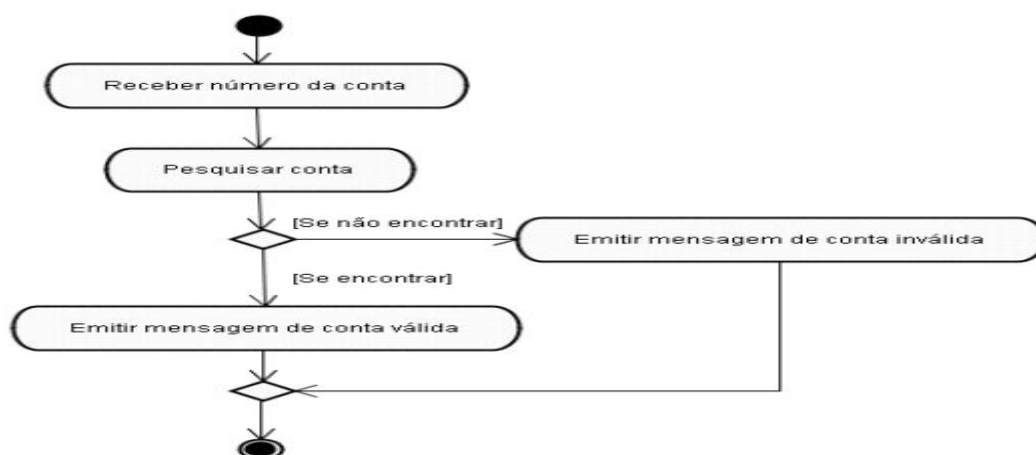 Receber número da conta
Pesquisar conta
[Se não encontrar]
Emitir mensagem de conta inválida
[Se encontrar]
Emitir mensagem de conta válida